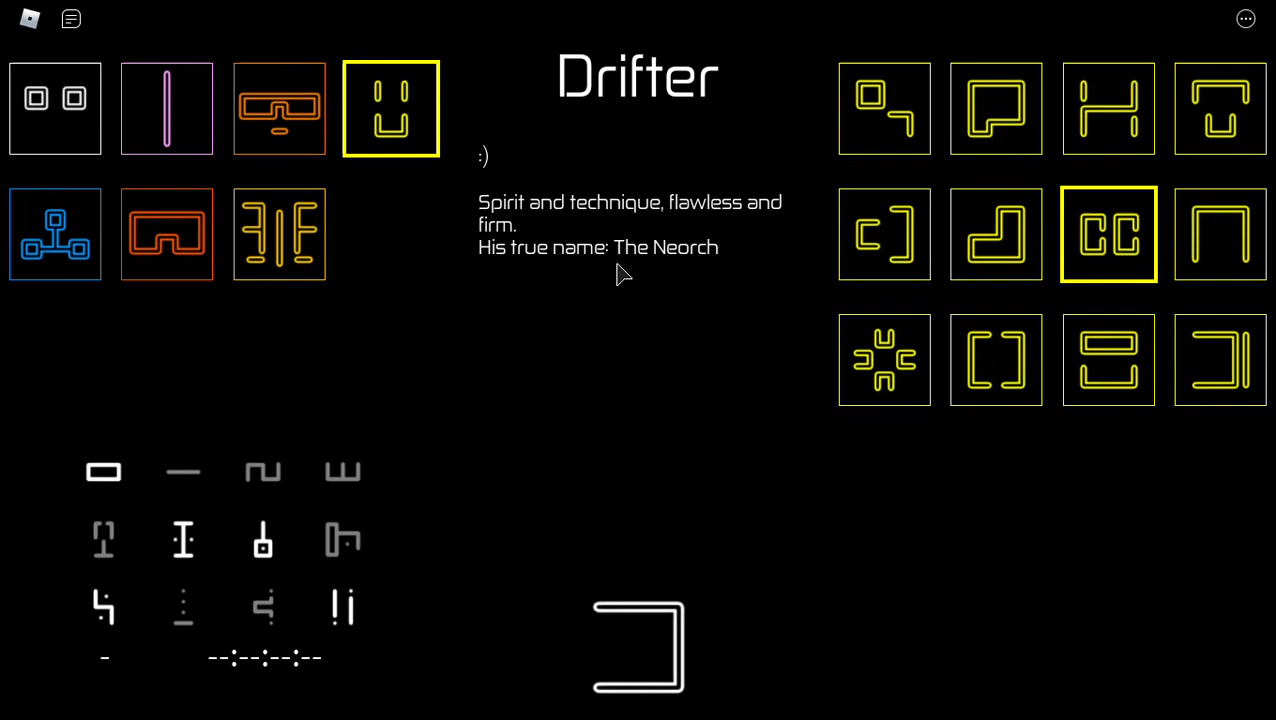 Drifter
:)
Spirit and technique, flawless and
firm.
His true name: The Neorch
- --:--:--:--